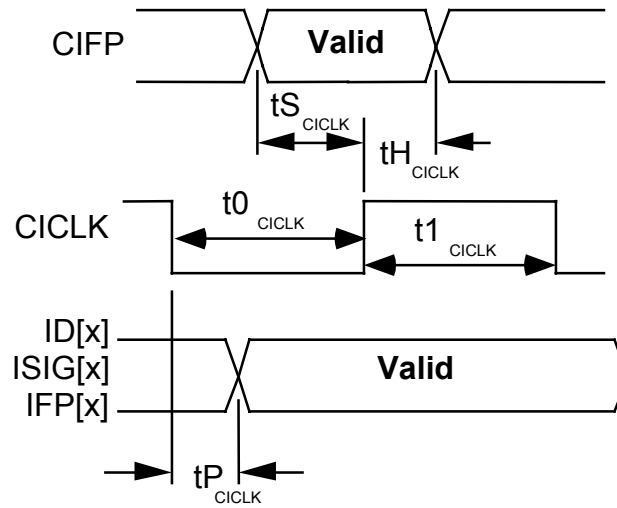 CIFP
Valid
tS CICLK
tH CICLK
CICLK
t0 CICLK
t1 CICLK
ID[x]
ISIG[x]
IFP[x]
Valid
tP CICLK